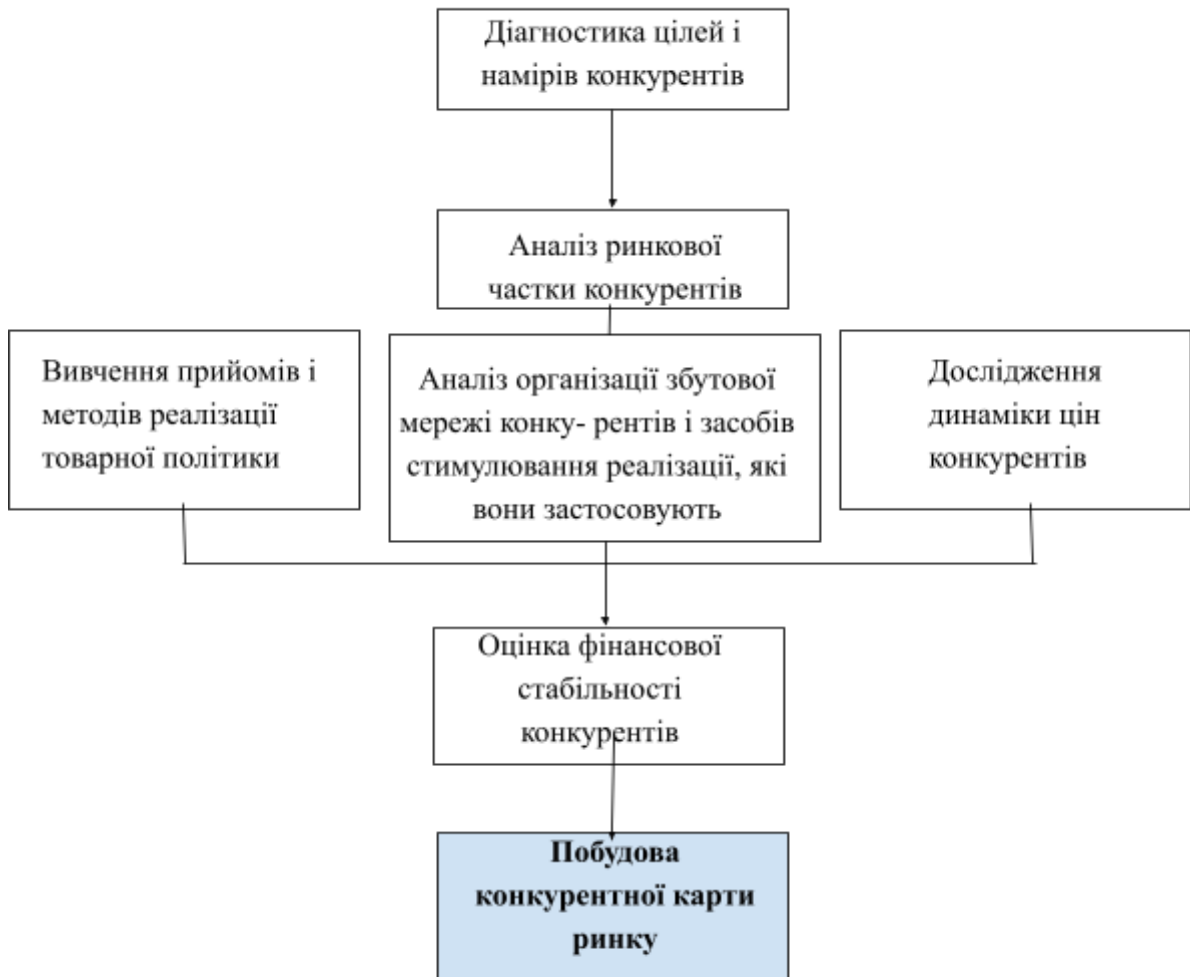 Діагностика цілей і
намірів конкурентів
Аналіз ринкової
частки конкурентів
Вивчення прийомів і
методів реалізації
товарної політики
Аналіз організації збутової
мережі конку- рентів і засобів
стимулювання реалізації, які
вони застосовують
Дослідження
динаміки цін
конкурентів
Оцінка фінансової
стабільності
конкурентів
Побудова
конкурентної карти
ринку